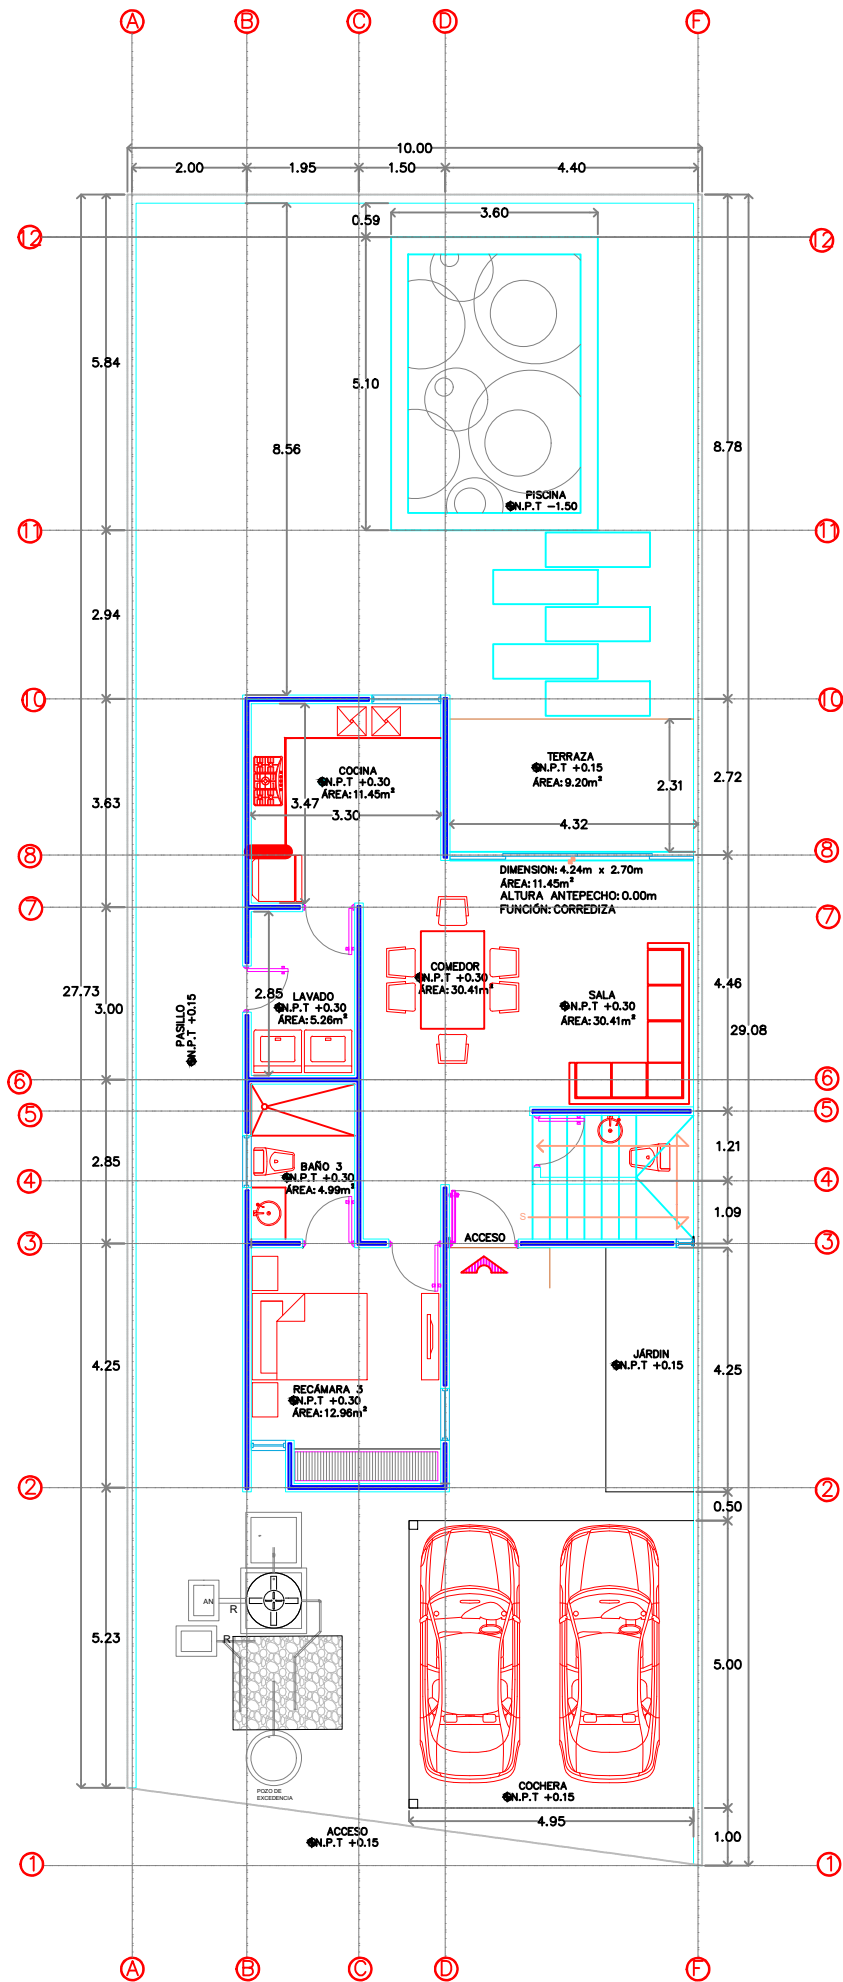 A B C D F
10.00
2.00 1.95 1.50 4.40
0.59 3.60
12 12
5.84 5.10
8.56 8.78
PISCINA
N.P.T -1.50
11 11
2.94
10 10
TERRAZA
N.P.T +0.15
ÁREA: 9.20m²
COCINA
N.P.T +0.30
ÁREA: 11.45m²
2.72
2.31
3.63 3.47
3.30
4.32
8 8
DIMENSION: 4.24m x 2.70m
ÁREA: 11.45m²
ALTURA ANTEPECHO: 0.00m
FUNCIÓN: CORREDIZA
7 7
COMEDOR
N.P.T +0.30
ÁREA: 30.41m²
4.46
27.73
2.85
LAVADO
N.P.T +0.30
ÁREA: 5.26m²
SALA
N.P.T +0.30
ÁREA: 30.41m²
3.00
PASILLO
N.P.T +0.15
29.08
6 6
5 5
1.21
2.85
BAÑO 3
N.P.T +0.30
ÁREA: 4.99m²
4 4
1.09
S
ACCESO
3 3
JÁRDIN
N.P.T +0.15
4.25 4.25
RECÁMARA 3
N.P.T +0.30
ÁREA: 12.96m²
2 2
0.50
AN
R
R
5.23 5.00
POZO DE
EXCEDENCIA
COCHERA
N.P.T +0.15
4.95
ACCESO
N.P.T +0.15
1.00
1 1
A B C D F